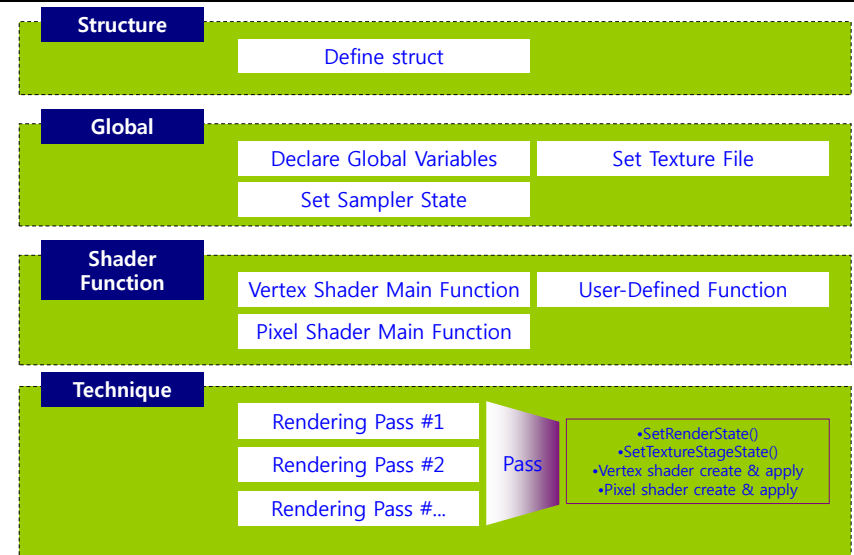 Structure
Define struct
Global
Declare Global Variables
Set Texture File
Set Sampler State
Shader
Function
Vertex Shader Main Function
User-Defined Function
Pixel Shader Main Function
Technique
Rendering Pass #1
Rendering Pass #2
Rendering Pass #...
Pass
•SetRenderState()
•SetTextureStageState()
•Vertex shader create & apply
•Pixel shader create & apply